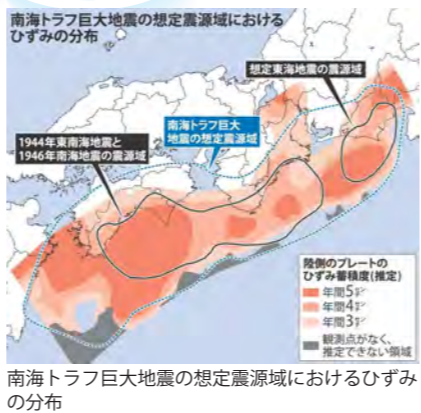 南海トラフ巨大地震の想定震源域における
ひずみの分布
想定東海地震の震源域
南海トラフ巨大
地震の想定震源域
1944年東南海地震と
1946年南海地震の震源域
陸側のプレートの
ひずみ蓄積度(推定)
年間5㌢
年間4㌢
年間3㌢
観測点がなく、
推定できない領域
南海トラフ巨大地震の想定震源域におけるひずみ
の分布